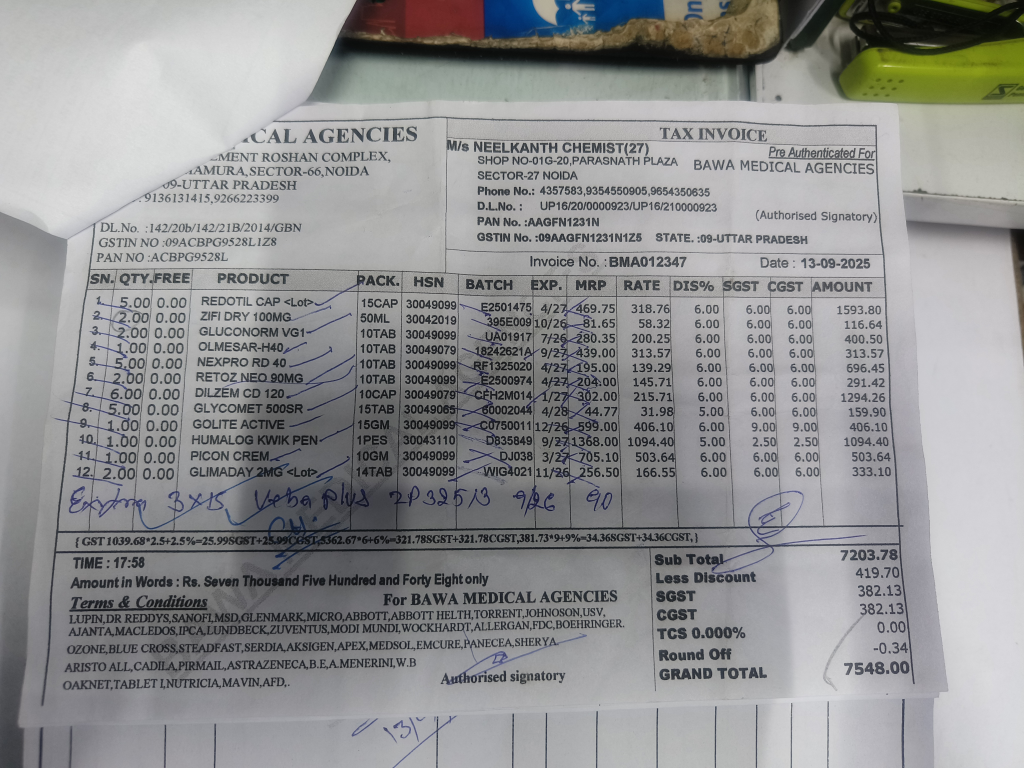 ICAL AGENCIES
EMENT ROSHAN COMPLEX,
AMURA,SECTOR-66,NOIDA
09-UTTAR PRADESH
9136131415,9266223399
DL.No. :142/20b/142/21B/2014/GBN
GSTIN NO :09ACBPG9528L1Z8
PAN NO :ACBPG9528L
TAX INVOICE
M/s NEELKANTH CHEMIST(27)
SHOP NO-01G-20,PARASNATH PLAZA
SECTOR-27 NOIDA
Phone No.: 4357583,9354550905,9654350635
D.L.No. : UP16/20/0000923/UP16/210000923
PAN No. :AAGFN1231N
GSTIN No. :09AAGFN1231N1Z5 STATE. :09-UTTAR PRADESH
Pre Authenticated For
BAWA MEDICAL AGENCIES
(Authorised Signatory)
Invoice No. :BMA012347 Date : 13-09-2025
SN. QTY. FREE PRODUCT PACK. HSN BATCH EXP. MRP RATE DIS% SGST CGST AMOUNT
1. 5.00 0.00 REDOTIL CAP <Lot> 15CAP 30049099 E2501475 4/27 469.75 318.76 6.00 6.00 6.00 1593.80
2. 2.00 0.00 ZIFI DRY 100MG 50ML 30042019 395E009 10/26 81.65 58.32 6.00 6.00 6.00 116.64
3. 2.00 0.00 GLUCONORM VG1 10TAB 30049099 UA01917 7/26 280.35 200.25 6.00 6.00 6.00 400.50
4. 1.00 0.00 OLMESAR-H40 10TAB 30049079 18242621A 9/27 439.00 313.57 6.00 6.00 6.00 313.57
5. 5.00 0.00 NEXPRO RD 40 10TAB 30049099 RF1325020 4/27 195.00 139.29 6.00 6.00 6.00 696.45
6. 2.00 0.00 RETOZ NEO 90MG 10TAB 30049099 E2500974 4/27 204.00 145.71 6.00 6.00 6.00 291.42
7. 6.00 0.00 DILZEM CD 120 10CAP 30049079 CFH2M014 1/27 302.00 215.71 6.00 6.00 6.00 1294.26
8. 5.00 0.00 GLYCOMET 500SR 15TAB 30049065 60002044 4/28 44.77 31.98 5.00 6.00 6.00 159.90
9. 1.00 0.00 GOLITE ACTIVE 15GM 30049099 C0750011 12/26 599.00 406.10 6.00 9.00 9.00 406.10
10. 1.00 0.00 HUMALOG KWIK PEN 1PES 30043110 D835849 9/27 1368.00 1094.40 5.00 2.50 2.50 1094.40
11. 1.00 0.00 PICON CREM 10GM 30049099 DJ038 3/27 705.10 503.64 6.00 6.00 6.00 503.64
12. 2.00 0.00 GLIMADAY 2MG <Lot> 14TAB 30049099 WIG4021 11/26 256.50 166.55 6.00 6.00 6.00 333.10
Extra 3x15 2P32513 9/26 90
{ GST 1039.68*2.5+2.5%=25.99SGST+25.99CGST,5362.67*6+6%=321.78SGST+321.78CGST,381.73*9+9%=34.36SGST+34.36CGST,}
TIME : 17:58
Amount in Words : Rs. Seven Thousand Five Hundred and Forty Eight only
Terms & Conditions For BAWA MEDICAL AGENCIES
LUPIN,DR REDDYS,SANOFI,MSD,GLENMARK,MICRO,ABBOTT,ABBOTT HELTH,TORRENT,JOHNSON,USV,
AJANTA,MACLEDOS,IPCA,LUNDBECK,ZUVENTUS,MODI MUNDI,WOCKHARDT,ALLERGAN,FDC,BOEHRINGER.
OZONE,BLUE CROSS,STEADFAST,SERDIA,AKSIGEN,APEX,MEDSOL,EMCURE,PANECEA,SHERYA.
ARISTO ALL,CADILA,PIRMAIL,ASTRAZENECA,B.E,A.MENERINI,W.B
OAKNET,TABLET I,NUTRICIA,MAVIN,AFD,.
Authorised signatory
Sub Total 7203.78
Less Discount 419.70
SGST 382.13
CGST 382.13
TCS 0.000% 0.00
Round Off -0.34
GRAND TOTAL 7548.00